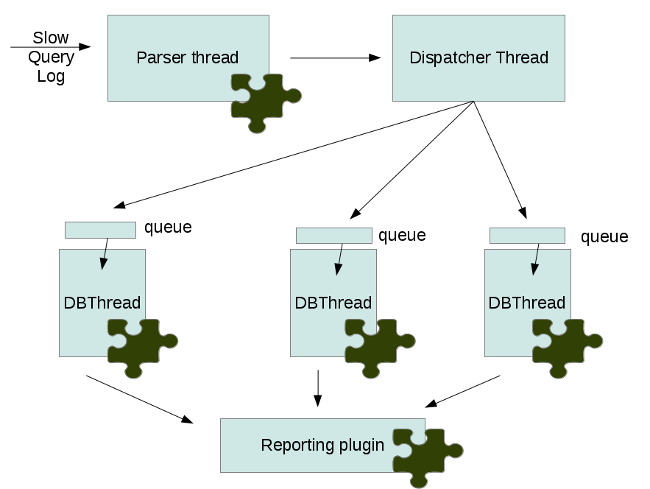 Slow
Query
Log
Parser thread
Dispatcher Thread
queue
queue
queue
DBThread
DBThread
DBThread
Reporting plugin